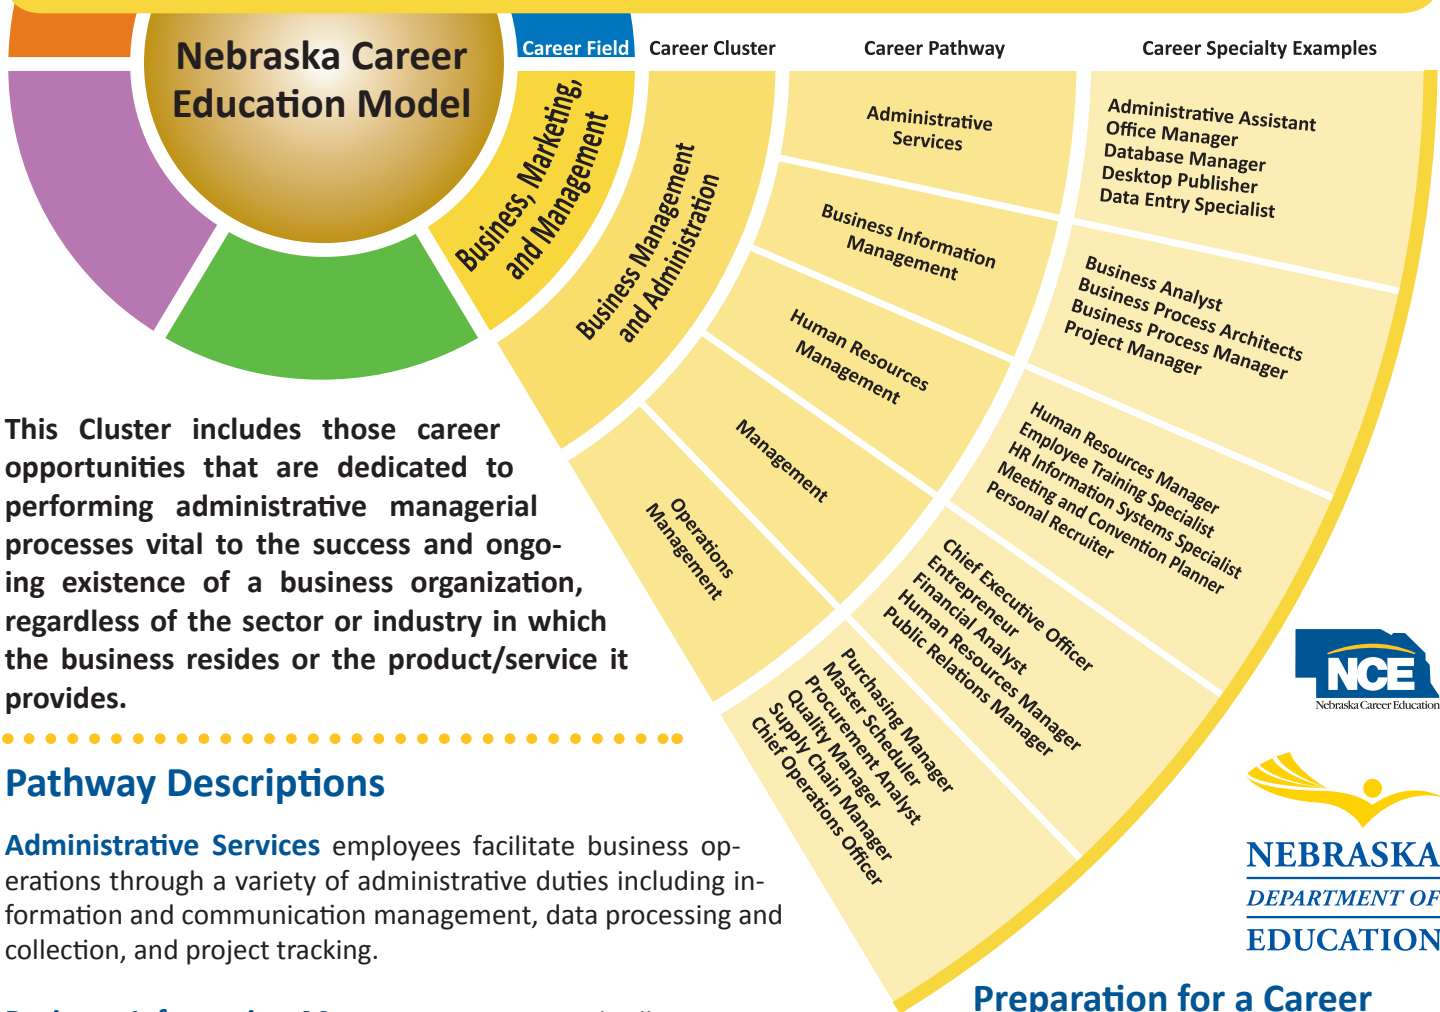 Nebraska Career
Education Model
Career Field
Career Cluster
Career Pathway
Career Specialty Examples
Business, Marketing,
and Management
Business Management
and Administration
Administrative
Services
Business Information
Management
Human Resources
Management
Management
Operations
Management
Administrative Assistant
Office Manager
Database Manager
Desktop Publisher
Data Entry Specialist
Business Analyst
Business Process Architects
Business Process Manager
Project Manager
Human Resources Manager
Employee Training Specialist
HR Information Systems Specialist
Meeting and Convention Planner
Personal Recruiter
Chief Executive Officer
Entrepreneur
Financial Analyst
Human Resources Manager
Public Relations Manager
Purchasing Manager
Master Scheduler
Procurement Analyst
Quality Manager
Supply Chain Manager
Chief Operations Officer
This Cluster includes those career
opportunities that are dedicated to
performing administrative managerial
processes vital to the success and ongo-
ing existence of a business organization,
regardless of the sector or industry in which
the business resides or the product/service it
provides.
Pathway Descriptions
Administrative Services employees facilitate business op-
erations through a variety of administrative duties including in-
formation and communication management, data processing and
collection, and project tracking.
NCE
Nebraska Career Education
NEBRASKA
DEPARTMENT OF
EDUCATION
Preparation for a Career